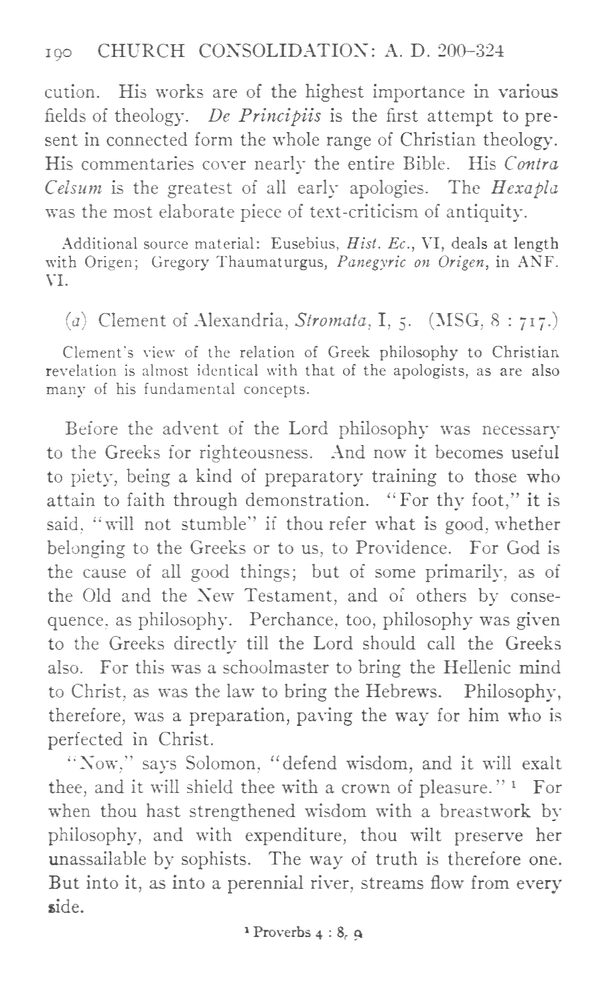 190 CHURCH CONSOLIDATION: A. D. 200–324
cution. His works are of the highest importance in various
fields of theology. De Principiis is the first attempt to pre-
sent in connected form the whole range of Christian theology.
His commentaries cover nearly the entire Bible. His Contra
Celsum is the greatest of all early apologies. The Hexapla
was the most elaborate piece of text-criticism of antiquity.
Additional source material: Eusebius, Hist. Ec., VI, deals at length
with Origen; Gregory Thaumaturgus, Panegyric on Origen, in ANF.
VI.
(a) Clement of Alexandria, Stromata, I, 5. (MSG, 8 : 717.)
Clement's view of the relation of Greek philosophy to Christian
revelation is almost identical with that of the apologists, as are also
many of his fundamental concepts.
Before the advent of the Lord philosophy was necessary
to the Greeks for righteousness. And now it becomes useful
to piety, being a kind of preparatory training to those who
attain to faith through demonstration. "For thy foot," it is
said, "will not stumble" if thou refer what is good, whether
belonging to the Greeks or to us, to Providence. For God is
the cause of all good things; but of some primarily, as of
the Old and the New Testament, and of others by conse-
quence, as philosophy. Perchance, too, philosophy was given
to the Greeks directly till the Lord should call the Greeks
also. For this was a schoolmaster to bring the Hellenic mind
to Christ, as was the law to bring the Hebrews. Philosophy,
therefore, was a preparation, paving the way for him who is
perfected in Christ.
"Now," says Solomon, "defend wisdom, and it will exalt
thee, and it will shield thee with a crown of pleasure." ¹ For
when thou hast strengthened wisdom with a breastwork by
philosophy, and with expenditure, thou wilt preserve her
unassailable by sophists. The way of truth is therefore one.
But into it, as into a perennial river, streams flow from every
side.
¹ Proverbs 4 : 8, 9